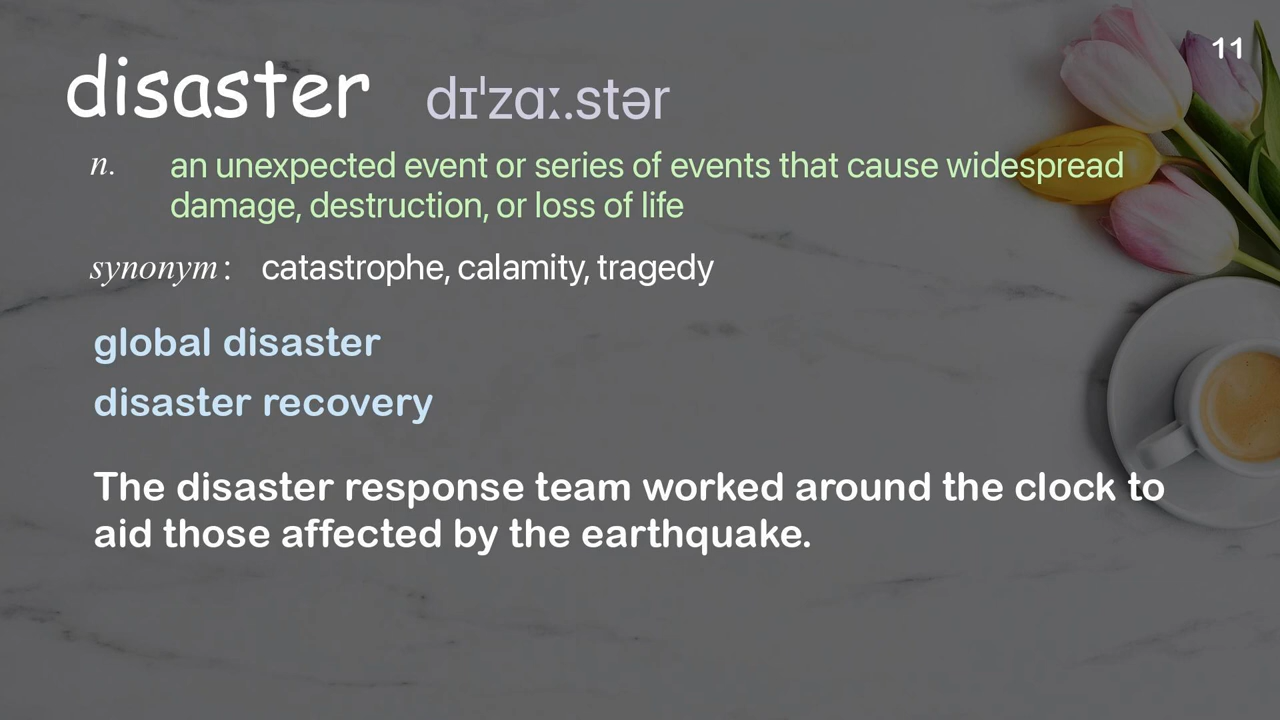 11
disaster dɪˈzɑː.stər
n. an unexpected event or series of events that cause widespread
damage, destruction, or loss of life
synonym: catastrophe, calamity, tragedy
global disaster
disaster recovery
The disaster response team worked around the clock to
aid those affected by the earthquake.